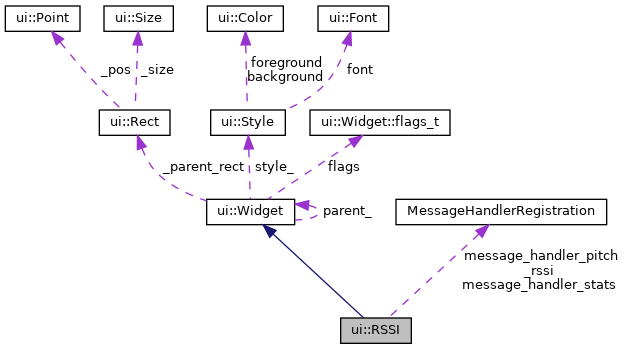 ui::Point
ui::Size
ui::Color
ui::Font
_pos
_size
foreground
background
font
ui::Rect
ui::Style
ui::Widget::flags_t
_parent_rect
style_
flags
ui::Widget
parent_
MessageHandlerRegistration
message_handler_pitch
_rssi
message_handler_stats
ui::RSSI